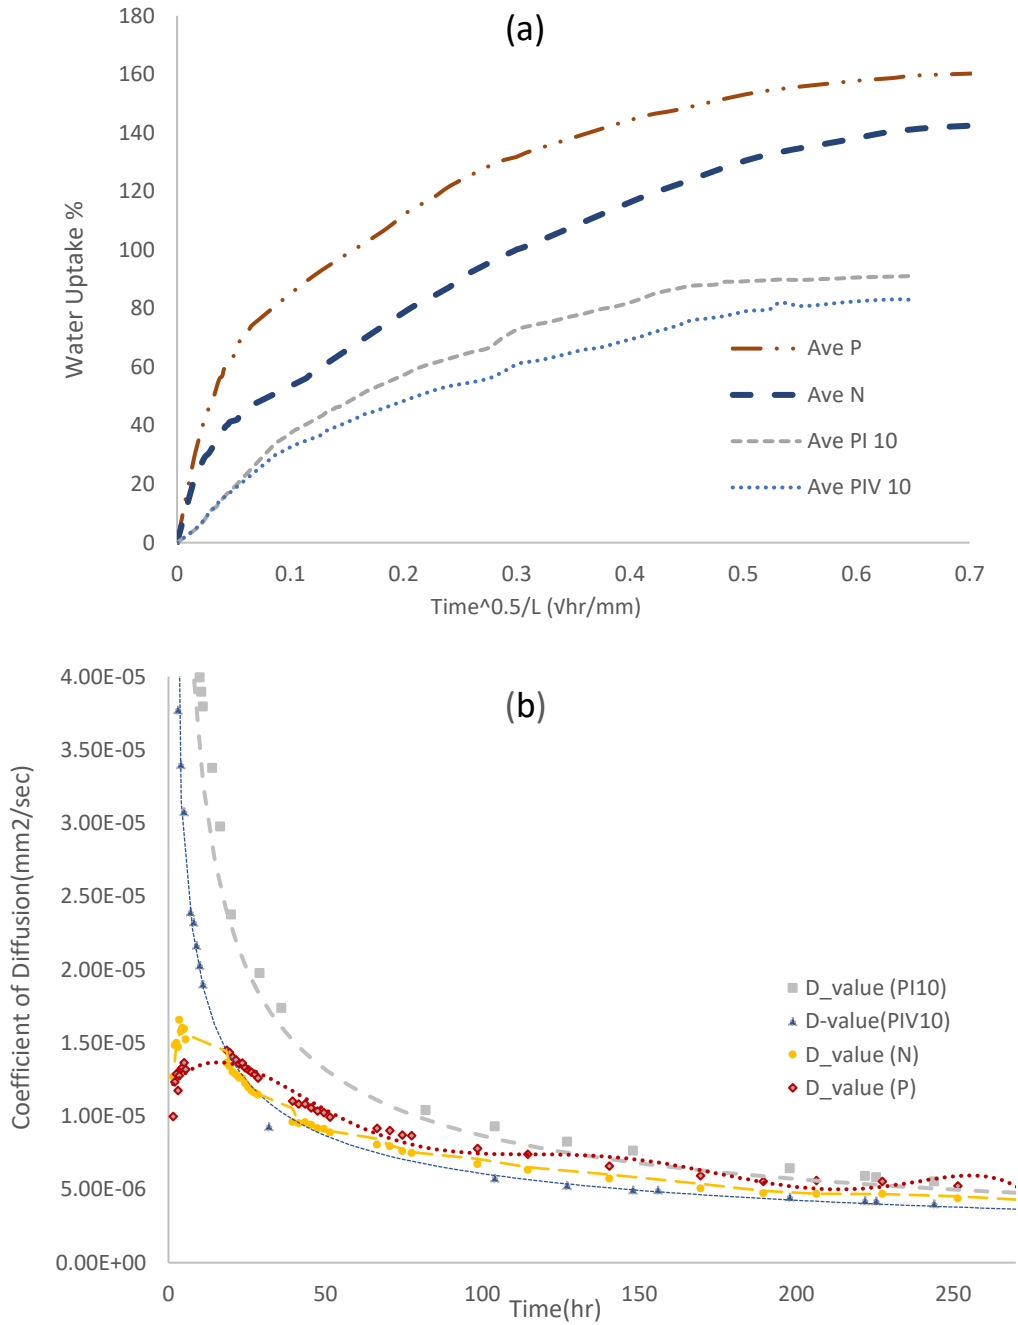 (a)
180
160
140
120
100
80
60
40
20
0
Water Uptake %
Ave P
Ave N
Ave PI 10
Ave PIV 10
0 0.1 0.2 0.3 0.4 0.5 0.6 0.7
Time^0.5/L (√hr/mm)
(b)
4.00E-05
3.50E-05
3.00E-05
2.50E-05
2.00E-05
1.50E-05
1.00E-05
5.00E-06
0.00E+00
Coefficient of Diffusion(mm2/sec)
D_value (PI10)
D-value(PIV10)
D_value (N)
D_value (P)
0 50 100 150 200 250
Time(hr)